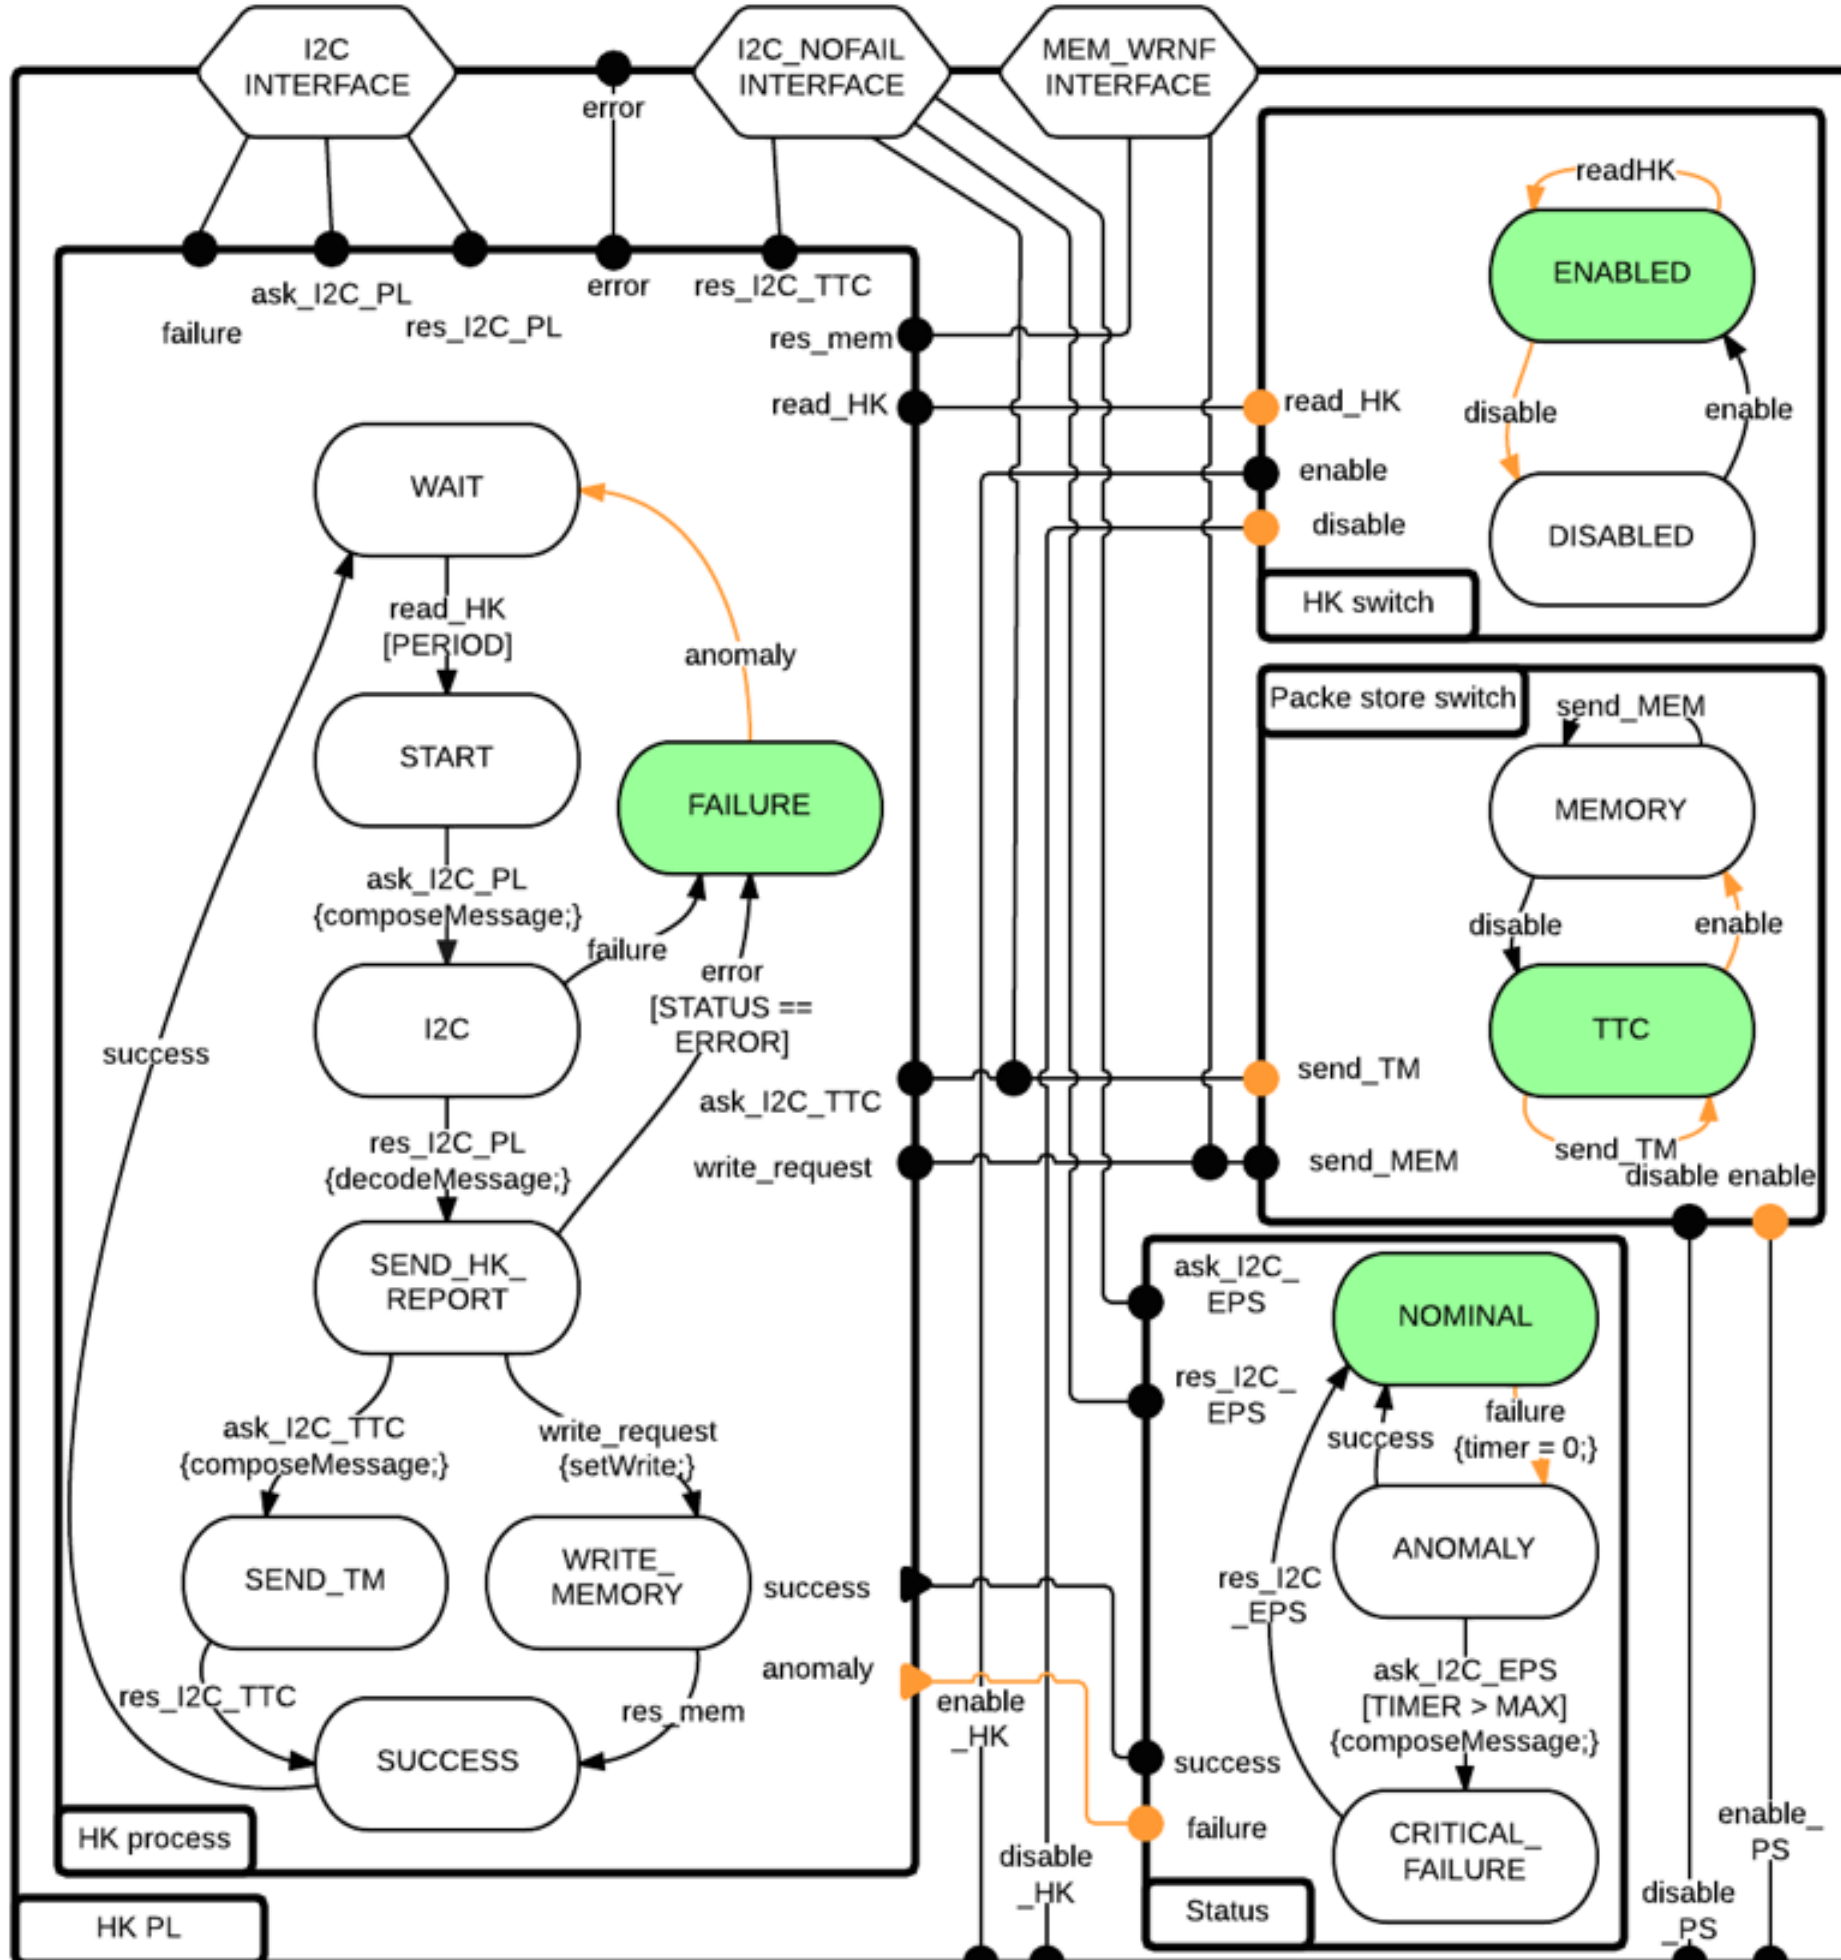 I2C
INTERFACE
error
I2C_NOFAIL
INTERFACE
MEM_WRNF
INTERFACE
failure
ask_I2C_PL
res_I2C_PL
error
res_I2C_TTC
res_mem
read_HK
WAIT
read_HK
[PERIOD]
anomaly
START
FAILURE
ask_I2C_PL
{composeMessage;}
failure
error
[STATUS ==
ERROR]
I2C
success
ask_I2C_TTC
res_I2C_PL
{decodeMessage;}
write_request
SEND_HK_
REPORT
ask_I2C_TTC
{composeMessage;}
write_request
{setWrite;}
SEND_TM
WRITE_
MEMORY
success
anomaly
res_I2C_TTC
res_mem
SUCCESS
HK process
HK PL
enable
_HK
disable
_HK
readHK
ENABLED
read_HK
disable
enable
enable
disable
DISABLED
HK switch
Packe store switch
send_MEM
MEMORY
disable
enable
TTC
send_TM
send_TM
send_MEM
disable enable
ask_I2C_
EPS
NOMINAL
res_I2C_
EPS
failure
{timer = 0;}
success
ANOMALY
res_I2C
_EPS
ask_I2C_EPS
[TIMER > MAX]
{composeMessage;}
success
failure
CRITICAL_
FAILURE
Status
disable
_PS
enable_
PS